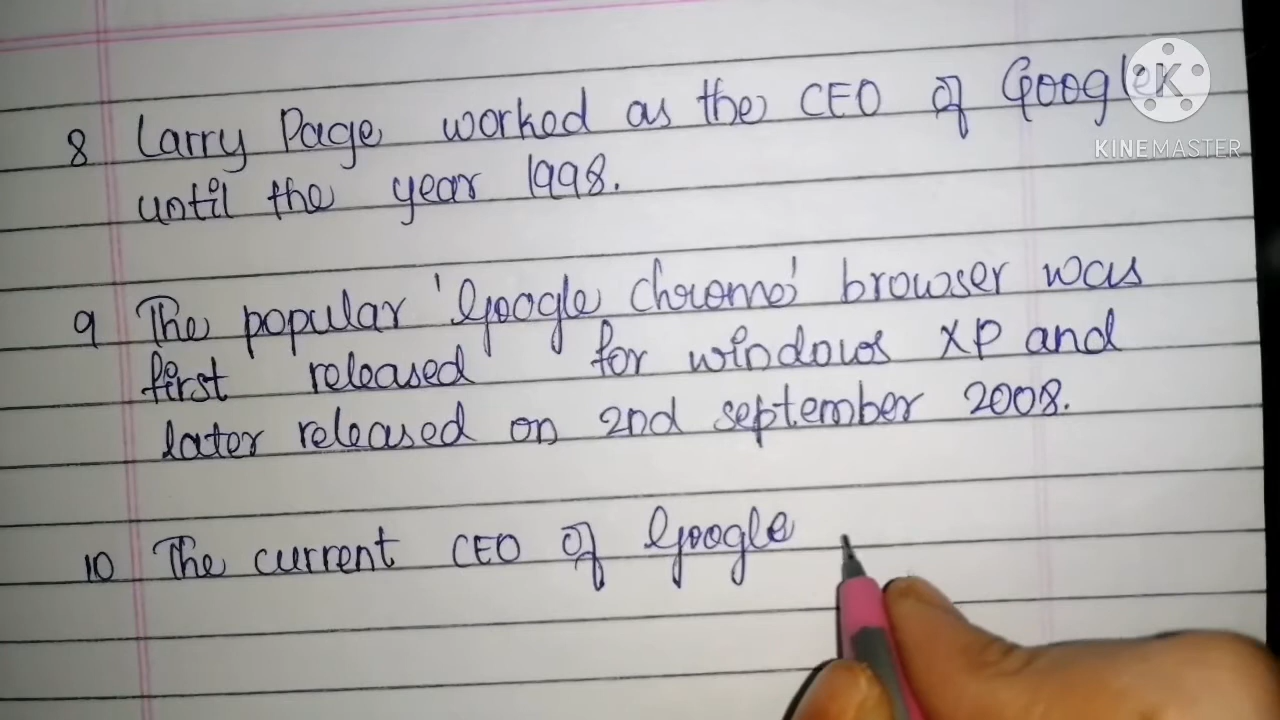 8 Larry Page worked as the CEO of Google
until the year 1998.
9 The popular 'Google Chrome' browser was
first released for windows XP and
later released on 2nd september 2008.
10 The current CEO of Google
K
KINEMASTER